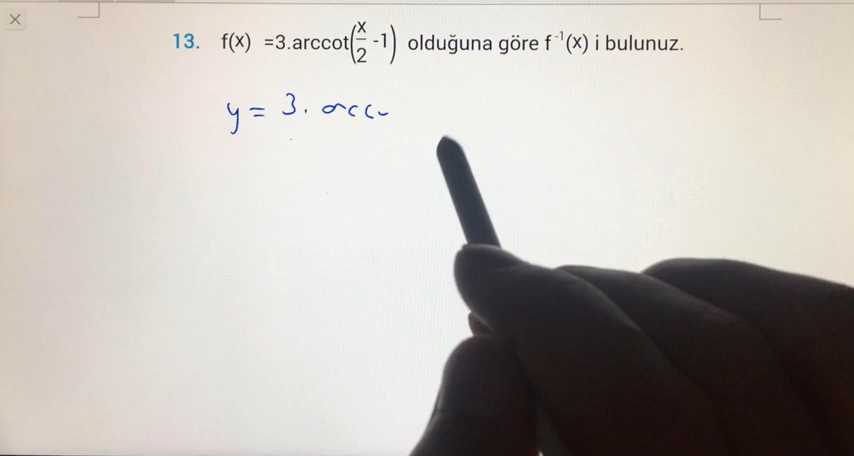 13. f(x) =3.arccot(x/2 -1) olduğuna göre f⁻¹(x) i bulunuz.
y = 3. arcc